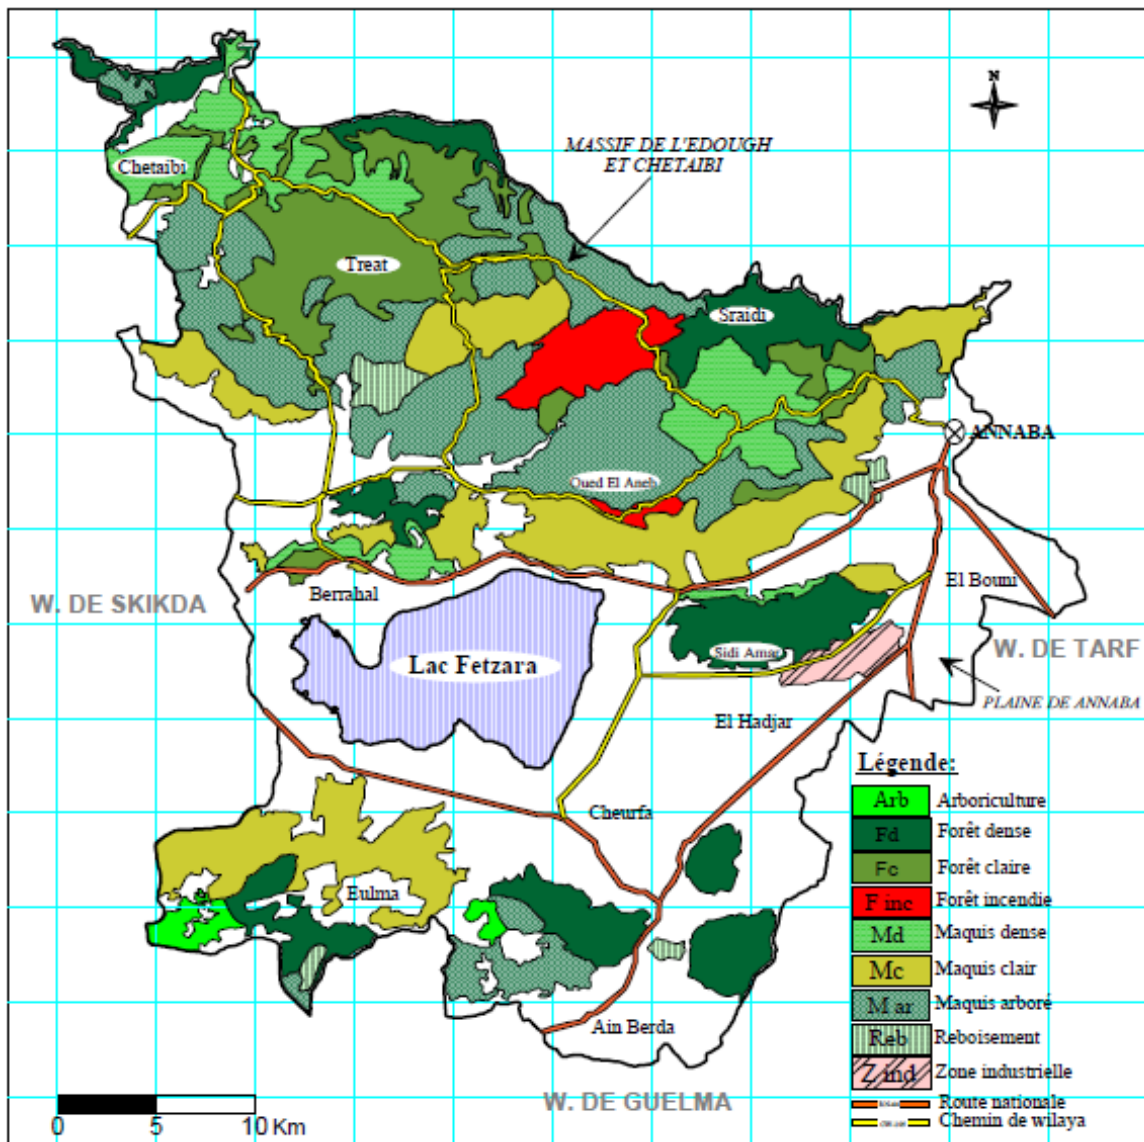 N
MASSIF DE L'EDOUGH
ET CHETAIBI
Chetaibi
Treat
Sraidi
ANNABA
Oued El Aneb
Berrahal
El Bouni
W. DE SKIKDA
Lac Fetzara
Sidi Amar
W. DE TARF
PLAINE DE ANNABA
El Hadjar
Cheurfa
Eulma
Ain Berda
W. DE GUELMA
0 5 10 Km
Légende:
Arb Arboriculture
Fd Forêt dense
Fc Forêt claire
F inc Forêt incendie
Md Maquis dense
Mc Maquis clair
M ar Maquis arboré
Reb Reboisement
Z ind Zone industrielle
Route nationale
Chemin de wilaya